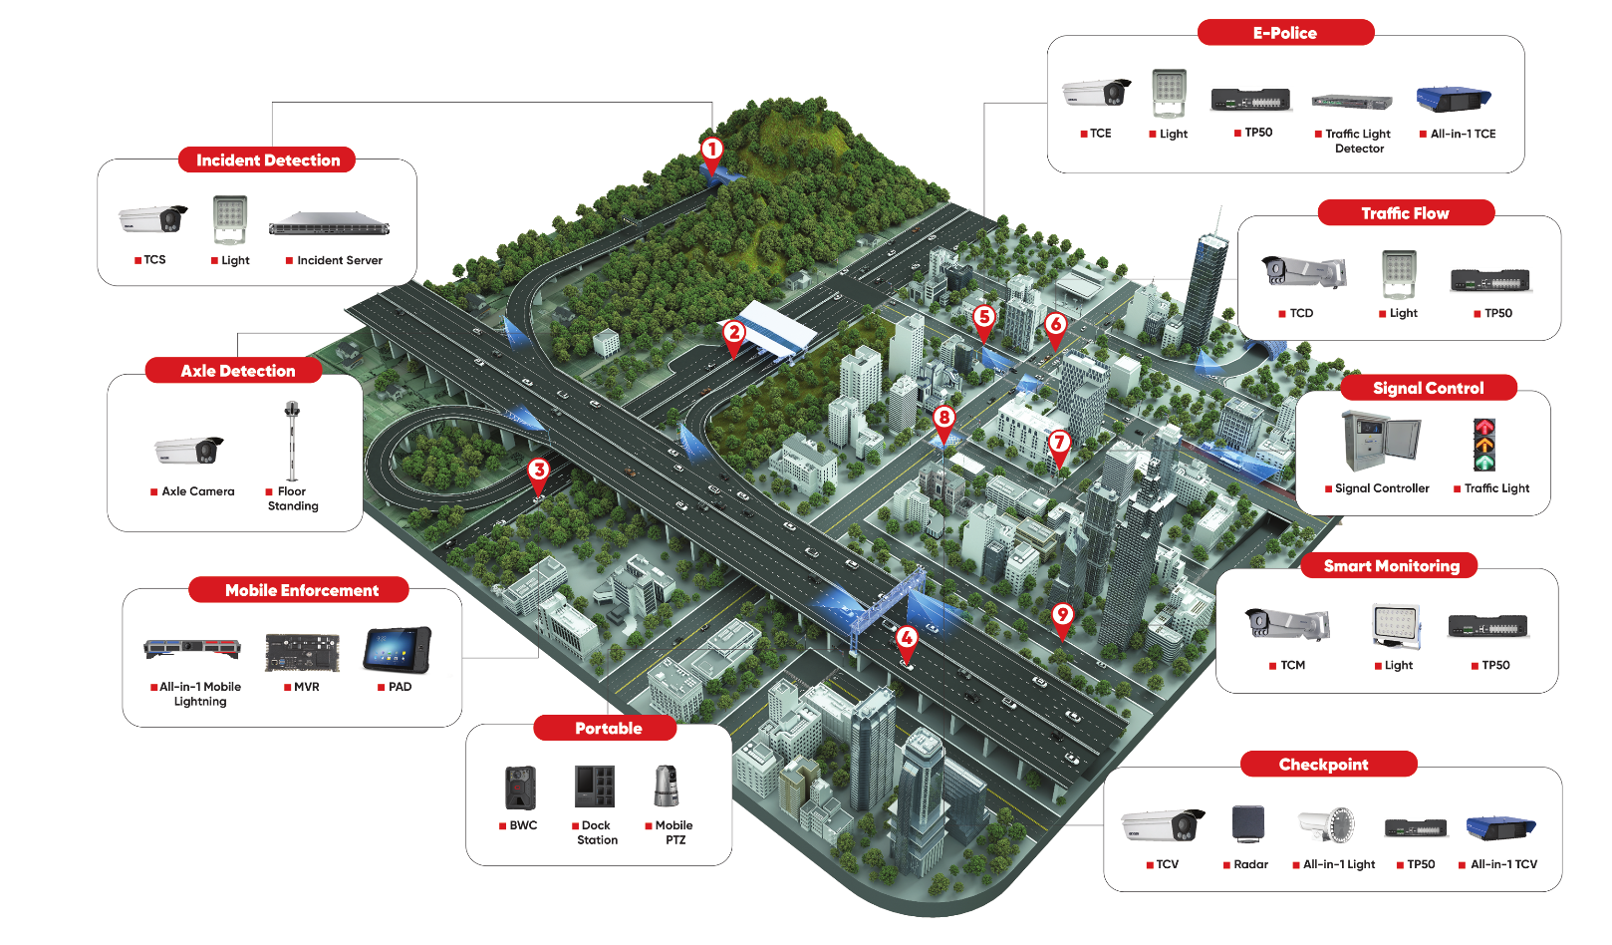 E-Police
TCE
Light
TP50
Traffic Light
Detector
All-in-1 TCE
1
Incident Detection
TCS
Light
Incident Server
Traffic Flow
TCD
Light
TP50
2
5
6
Axle Detection
Axle Camera
Floor
Standing
Signal Control
Signal Controller
Traffic Light
8
7
3
Mobile Enforcement
All-in-1 Mobile
Lightning
MVR
PAD
Smart Monitoring
TCM
Light
TP50
9
4
Portable
BWC
Dock
Station
Mobile
PTZ
Checkpoint
TCV
Radar
All-in-1 Light
TP50
All-in-1 TCV